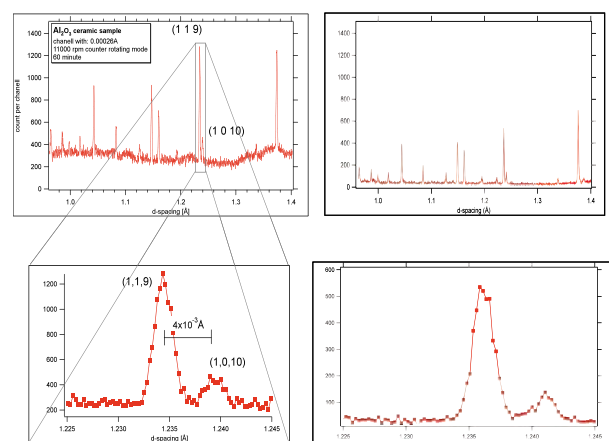 (1 1 9)
Al₂O₃ ceramic sample
chanell with: 0.00026A
11000 rpm counter rotating mode
60 minute
(1 0 10)
count per chanell
1400
1200
1000
800
600
400
200
0
1.0 1.1 1.2 1.3 1.4
d-spacing [Å]
1400
1200
1000
800
600
400
200
0
1.0 1.1 1.2 1.3 1.4
d-spacing [Å]
(1,1,9)
4x10⁻³Å
(1,0,10)
1200
1000
800
600
400
200
1.225 1.230 1.235 1.240 1.245
d-spacing [Å]
600
500
400
300
200
100
1.225 1.230 1.235 1.240 1.245